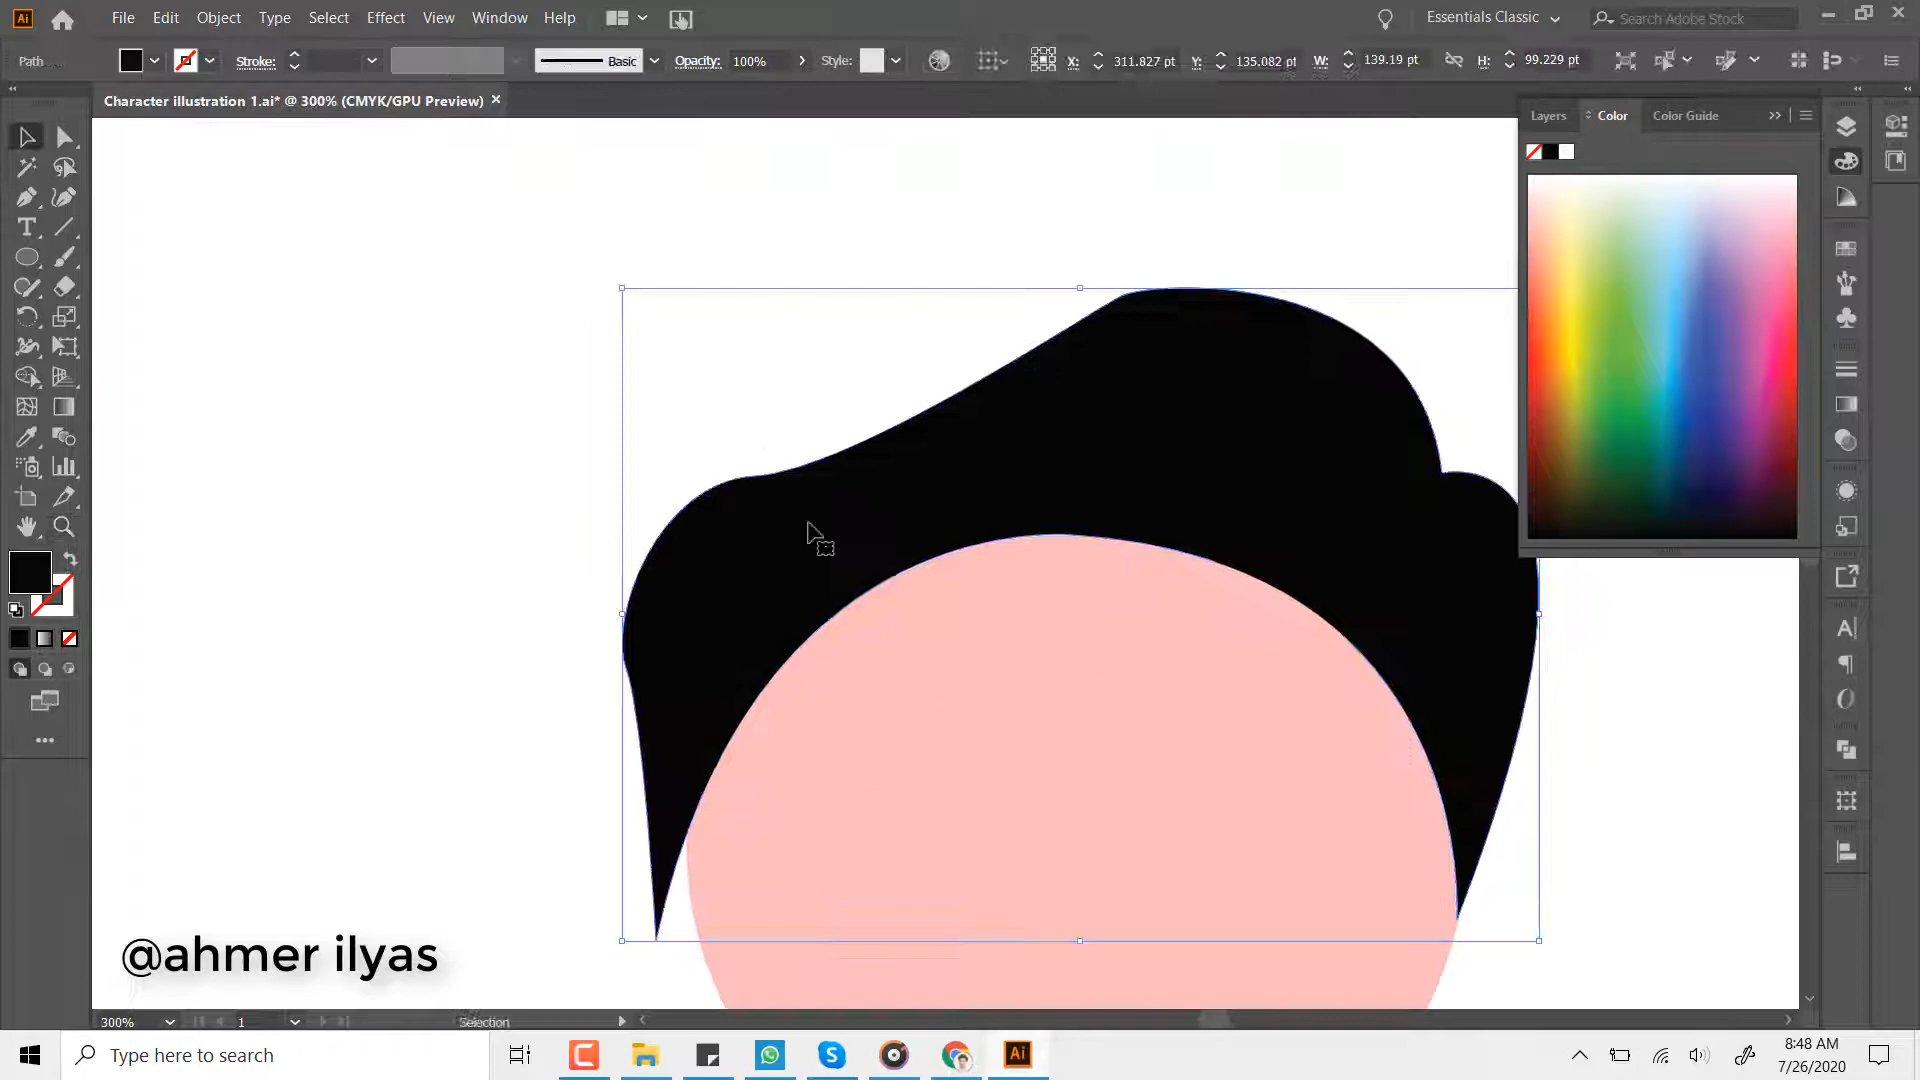 Ai File Edit Object Type Select Effect View Window Help Essentials Classic Search Adobe Stock
Path Stroke: Basic Opacity: 100% Style: X: 311.827 pt Y: 135.082 pt W: 139.19 pt H: 99.229 pt
Character illustration 1.ai* @ 300% (CMYK/GPU Preview)
Layers Color Color Guide
@ahmer ilyas
300% 1 Selection
Type here to search
Ai
8:48 AM
7/26/2020